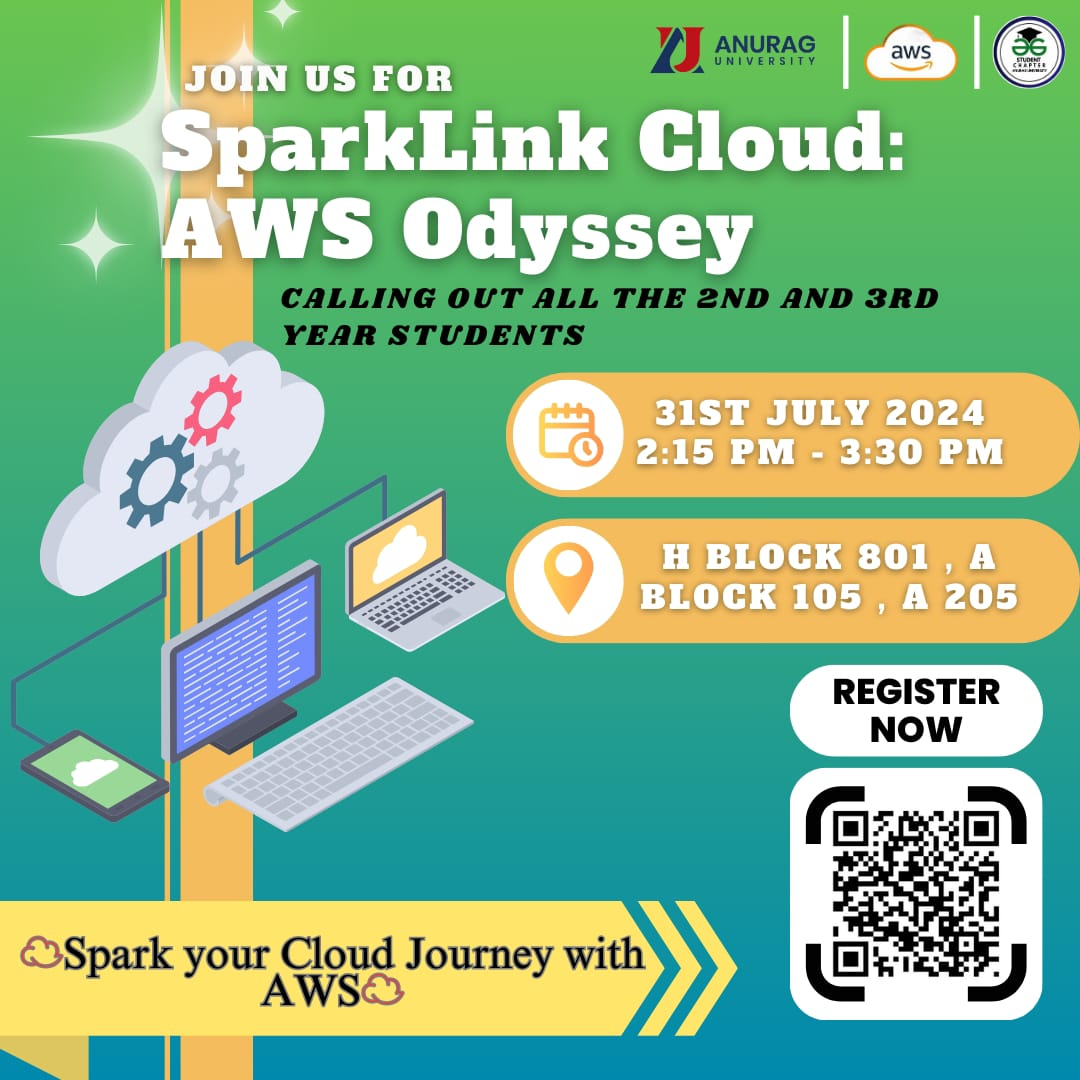 ANURAG
UNIVERSITY
aws
STUDENT
CHAPTER
JOIN US FOR
SparkLink Cloud:
AWS Odyssey
CALLING OUT ALL THE 2ND AND 3RD
YEAR STUDENTS
31ST JULY 2024
2:15 PM - 3:30 PM
H BLOCK 801 , A
BLOCK 105 , A 205
REGISTER
NOW
Spark your Cloud Journey with
AWS